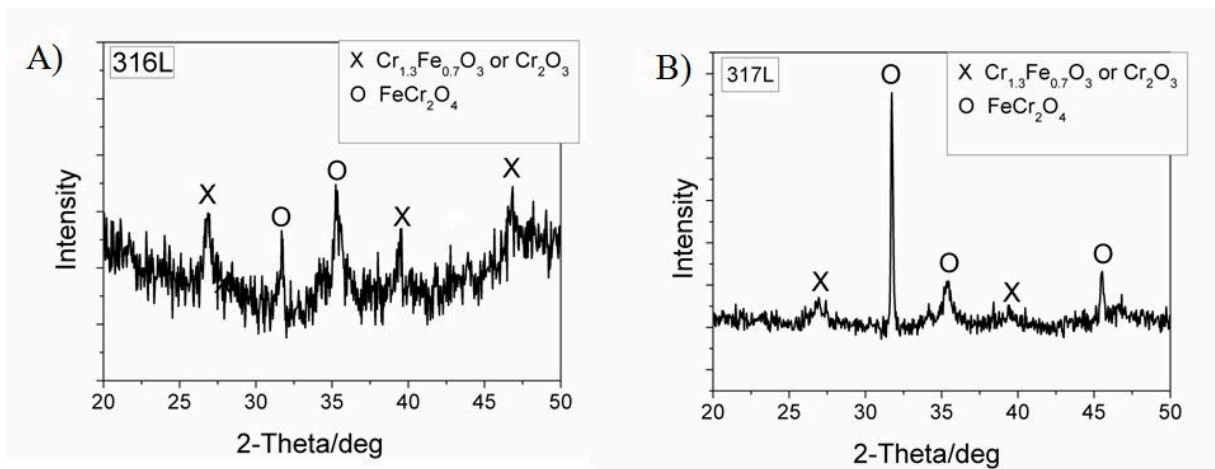 A)
316L
X Cr1.3Fe0.7O3 or Cr2O3
O FeCr2O4
X
O
O
X
X
Intensity
20 25 30 35 40 45 50
2-Theta/deg
B)
317L
X Cr1.3Fe0.7O3 or Cr2O3
O FeCr2O4
X
O
O
X
O
Intensity
20 25 30 35 40 45 50
2-Theta/deg